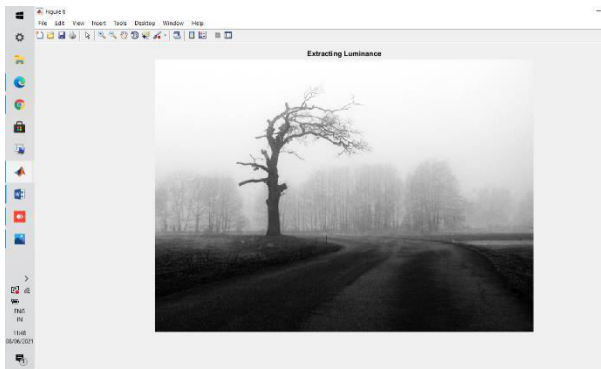 Figure 6
File Edit View Insert Tools Desktop Window Help
Extracting Luminance
ENG
IN
11:48
08/06/2021